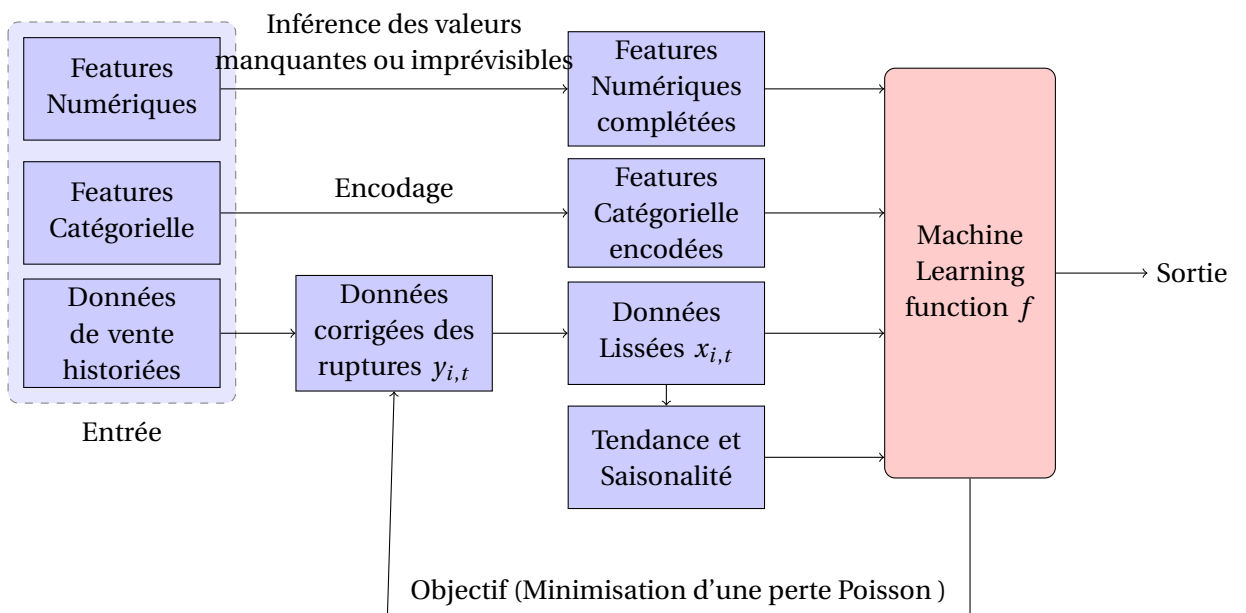 Inférence des valeurs
manquantes ou imprévisibles
Features
Numériques
Features
Numériques
complétées
Encodage
Features
Catégorielle
Features
Catégorielle
encodées
Machine
Learning
function f
Sortie
Données
de vente
historiées
Données
corrigées des
ruptures y_{i,t}
Données
Lissées x_{i,t}
Entrée
Tendance et
Saisonalité
Objectif (Minimisation d'une perte Poisson )